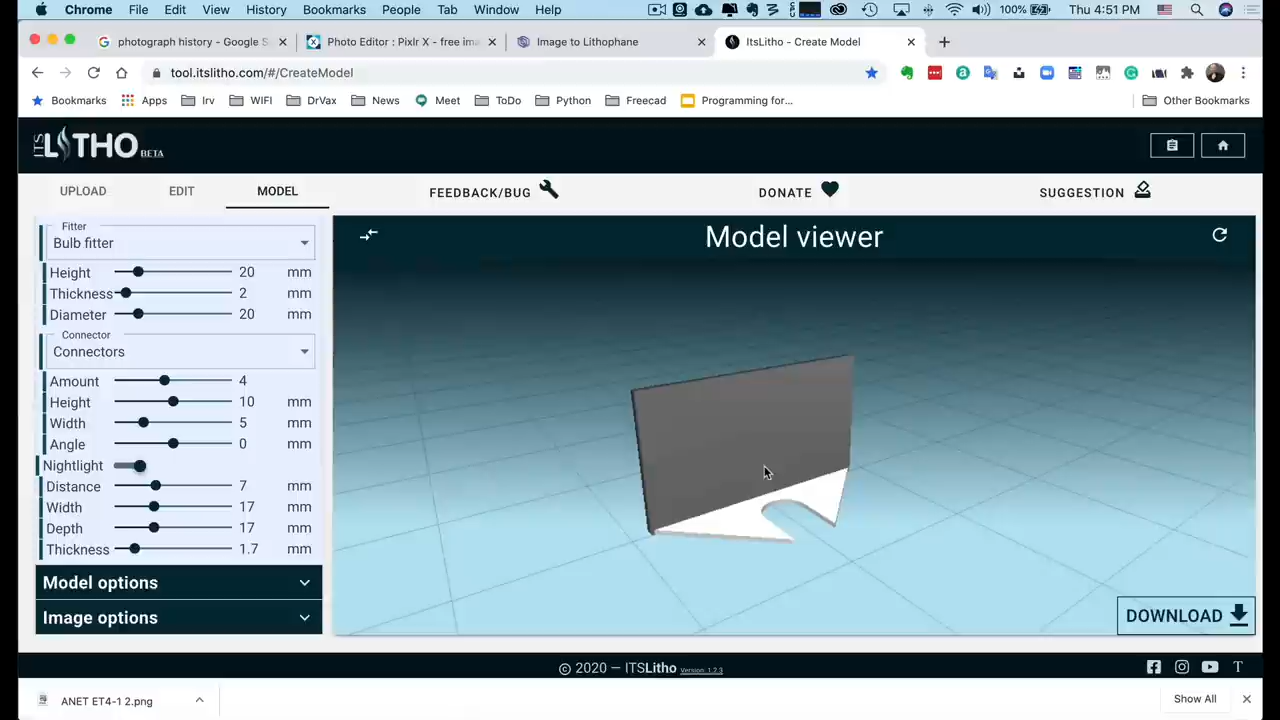 Chrome File Edit View History Bookmarks People Tab Window Help 100% Thu 4:51 PM
photograph history - Google S Photo Editor : Pixlr X - free ima Image to Lithophane ItsLitho - Create Model
tool.itslitho.com/#/CreateModel
Bookmarks Apps Irv WIFI DrVax News Meet ToDo Python Freecad Programming for... Other Bookmarks
ITS LITHO BETA
UPLOAD EDIT MODEL FEEDBACK/BUG DONATE SUGGESTION
Model viewer
Fitter
Bulb fitter
Height 20 mm
Thickness 2 mm
Diameter 20 mm
Connector
Connectors
Amount 4
Height 10 mm
Width 5 mm
Angle 0 mm
Nightlight
Distance 7 mm
Width 17 mm
Depth 17 mm
Thickness 1.7 mm
Model options
Image options
DOWNLOAD
© 2020 — ITSLitho Version: 1.2.3
ANET ET4-1 2.png Show All